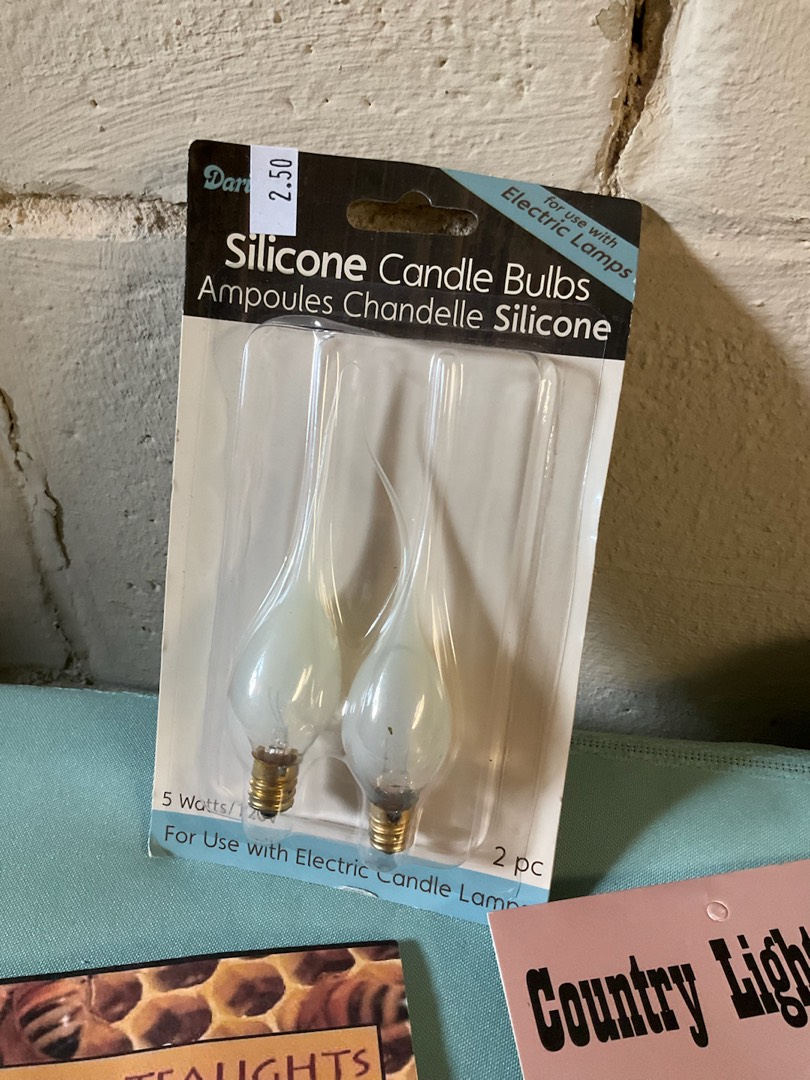 2.50
for use with
Electric Lamps
Silicone Candle Bulbs
Ampoules Chandelle Silicone
5 Watts/120V
2 pc
For Use with Electric Candle
Country